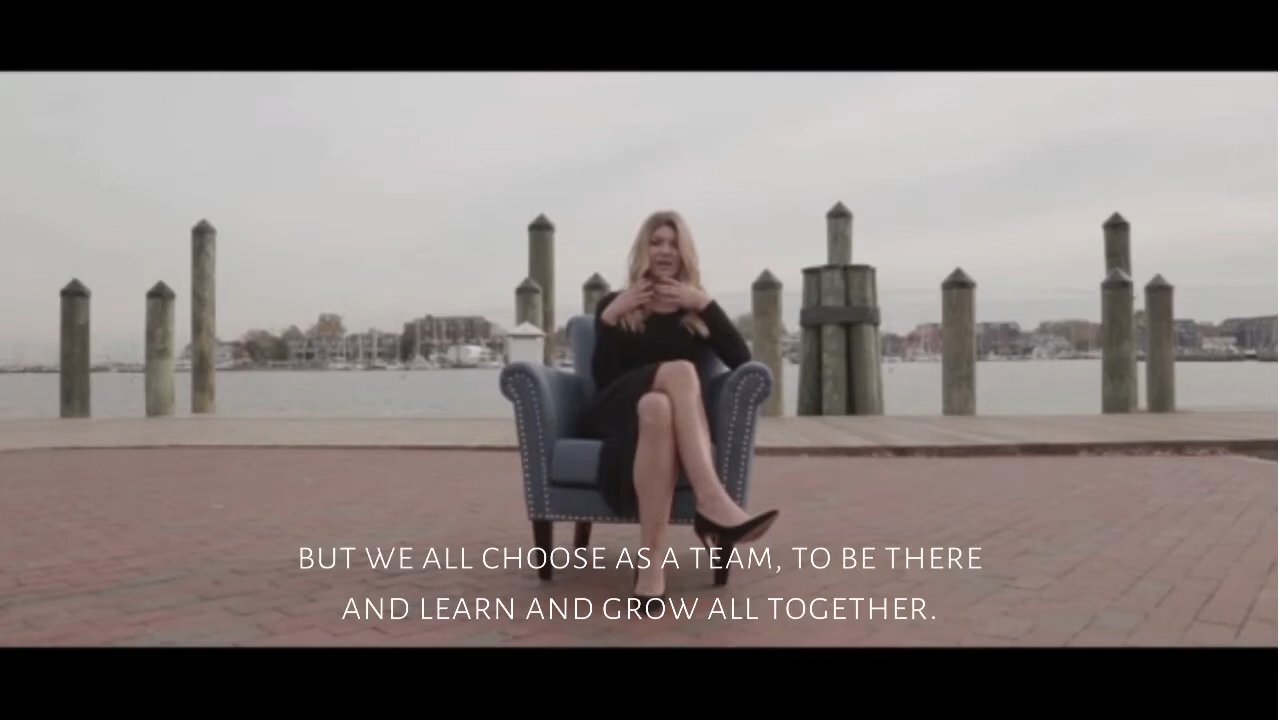 BUT WE ALL CHOOSE AS A TEAM, TO BE THERE
AND LEARN AND GROW ALL TOGETHER.